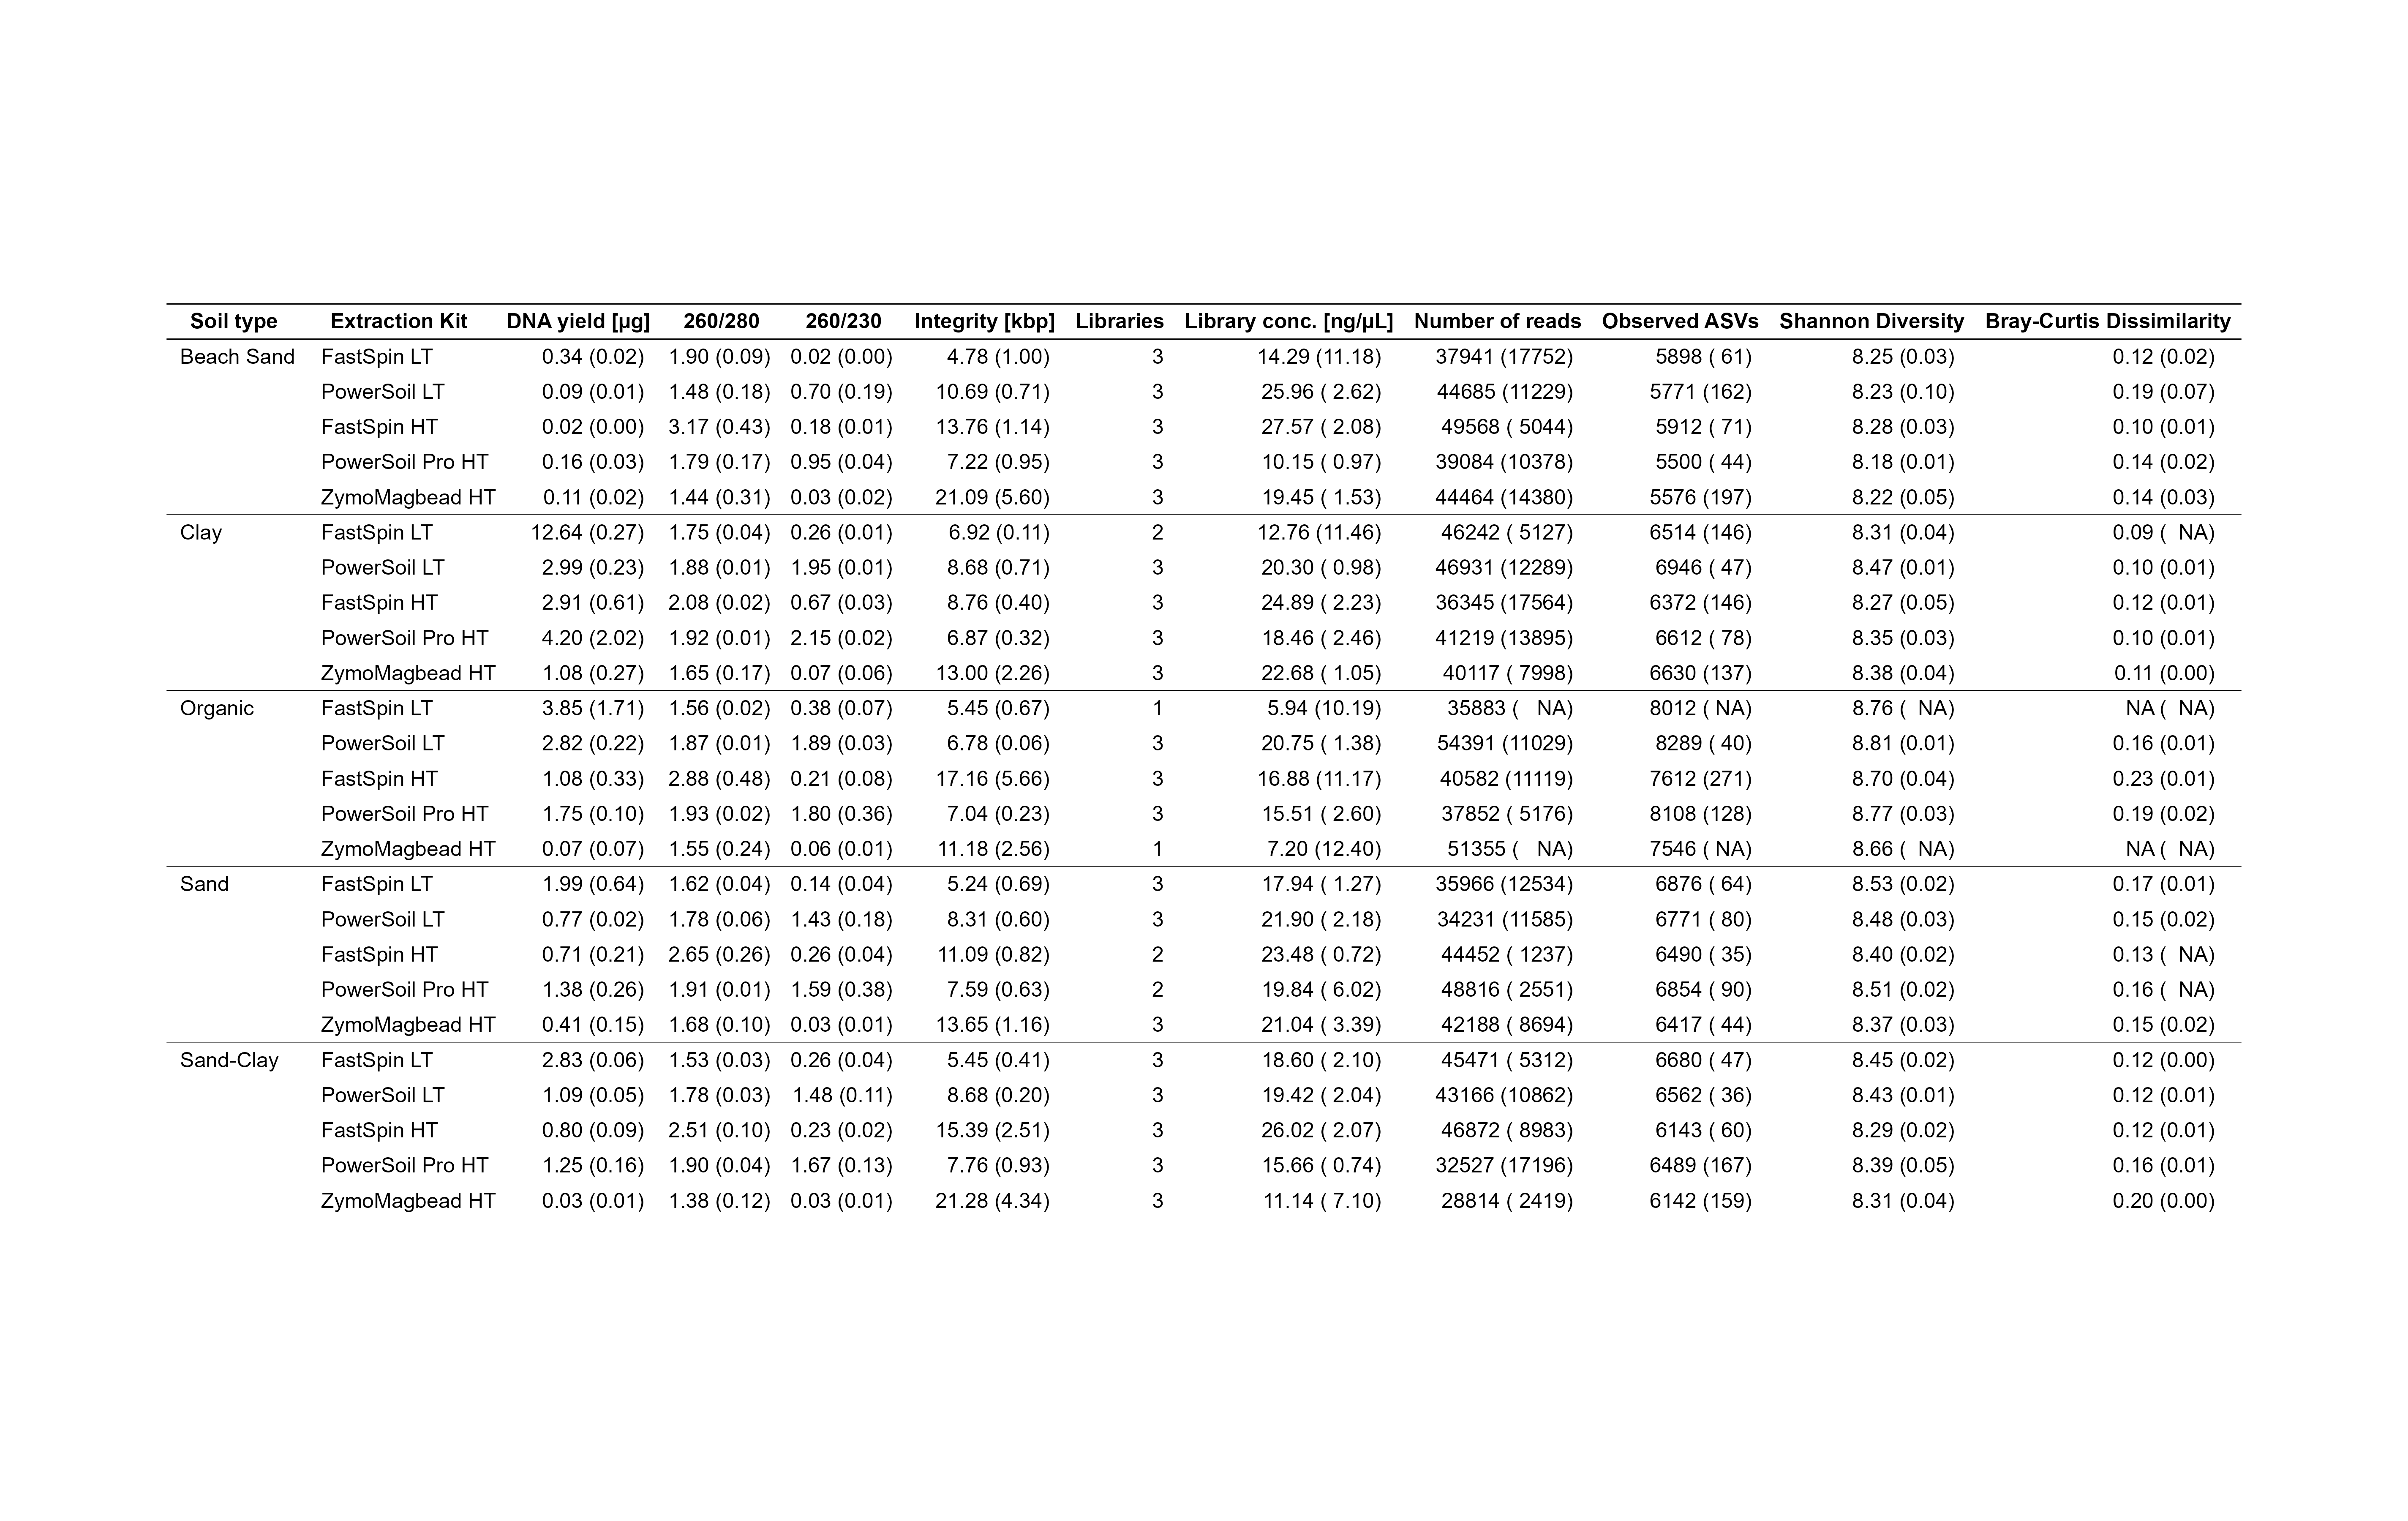 Soil type Extraction Kit DNA yield [µg] 260/280 260/230 Integrity [kbp] Libraries Library conc. [ng/µL] Number of reads Observed ASVs Shannon Diversity Bray-Curtis Dissimilarity
Beach Sand FastSpin LT 0.34 (0.02) 1.90 (0.09) 0.02 (0.00) 4.78 (1.00) 3 14.29 (11.18) 37941 (17752) 5898 ( 61) 8.25 (0.03) 0.12 (0.02)
PowerSoil LT 0.09 (0.01) 1.48 (0.18) 0.70 (0.19) 10.69 (0.71) 3 25.96 ( 2.62) 44685 (11229) 5771 (162) 8.23 (0.10) 0.19 (0.07)
FastSpin HT 0.02 (0.00) 3.17 (0.43) 0.18 (0.01) 13.76 (1.14) 3 27.57 ( 2.08) 49568 ( 5044) 5912 ( 71) 8.28 (0.03) 0.10 (0.01)
PowerSoil Pro HT 0.16 (0.03) 1.79 (0.17) 0.95 (0.04) 7.22 (0.95) 3 10.15 ( 0.97) 39084 (10378) 5500 ( 44) 8.18 (0.01) 0.14 (0.02)
ZymoMagbead HT 0.11 (0.02) 1.44 (0.31) 0.03 (0.02) 21.09 (5.60) 3 19.45 ( 1.53) 44464 (14380) 5576 (197) 8.22 (0.05) 0.14 (0.03)
Clay FastSpin LT 12.64 (0.27) 1.75 (0.04) 0.26 (0.01) 6.92 (0.11) 2 12.76 (11.46) 46242 ( 5127) 6514 (146) 8.31 (0.04) 0.09 ( NA)
PowerSoil LT 2.99 (0.23) 1.88 (0.01) 1.95 (0.01) 8.68 (0.71) 3 20.30 ( 0.98) 46931 (12289) 6946 ( 47) 8.47 (0.01) 0.10 (0.01)
FastSpin HT 2.91 (0.61) 2.08 (0.02) 0.67 (0.03) 8.76 (0.40) 3 24.89 ( 2.23) 36345 (17564) 6372 (146) 8.27 (0.05) 0.12 (0.01)
PowerSoil Pro HT 4.20 (2.02) 1.92 (0.01) 2.15 (0.02) 6.87 (0.32) 3 18.46 ( 2.46) 41219 (13895) 6612 ( 78) 8.35 (0.03) 0.10 (0.01)
ZymoMagbead HT 1.08 (0.27) 1.65 (0.17) 0.07 (0.06) 13.00 (2.26) 3 22.68 ( 1.05) 40117 ( 7998) 6630 (137) 8.38 (0.04) 0.11 (0.00)
Organic FastSpin LT 3.85 (1.71) 1.56 (0.02) 0.38 (0.07) 5.45 (0.67) 1 5.94 (10.19) 35883 ( NA) 8012 ( NA) 8.76 ( NA) NA ( NA)
PowerSoil LT 2.82 (0.22) 1.87 (0.01) 1.89 (0.03) 6.78 (0.06) 3 20.75 ( 1.38) 54391 (11029) 8289 ( 40) 8.81 (0.01) 0.16 (0.01)
FastSpin HT 1.08 (0.33) 2.88 (0.48) 0.21 (0.08) 17.16 (5.66) 3 16.88 (11.17) 40582 (11119) 7612 (271) 8.70 (0.04) 0.23 (0.01)
PowerSoil Pro HT 1.75 (0.10) 1.93 (0.02) 1.80 (0.36) 7.04 (0.23) 3 15.51 ( 2.60) 37852 ( 5176) 8108 (128) 8.77 (0.03) 0.19 (0.02)
ZymoMagbead HT 0.07 (0.07) 1.55 (0.24) 0.06 (0.01) 11.18 (2.56) 1 7.20 (12.40) 51355 ( NA) 7546 ( NA) 8.66 ( NA) NA ( NA)
Sand FastSpin LT 1.99 (0.64) 1.62 (0.04) 0.14 (0.04) 5.24 (0.69) 3 17.94 ( 1.27) 35966 (12534) 6876 ( 64) 8.53 (0.02) 0.17 (0.01)
PowerSoil LT 0.77 (0.02) 1.78 (0.06) 1.43 (0.18) 8.31 (0.60) 3 21.90 ( 2.18) 34231 (11585) 6771 ( 80) 8.48 (0.03) 0.15 (0.02)
FastSpin HT 0.71 (0.21) 2.65 (0.26) 0.26 (0.04) 11.09 (0.82) 2 23.48 ( 0.72) 44452 ( 1237) 6490 ( 35) 8.40 (0.02) 0.13 ( NA)
PowerSoil Pro HT 1.38 (0.26) 1.91 (0.01) 1.59 (0.38) 7.59 (0.63) 2 19.84 ( 6.02) 48816 ( 2551) 6854 ( 90) 8.51 (0.02) 0.16 ( NA)
ZymoMagbead HT 0.41 (0.15) 1.68 (0.10) 0.03 (0.01) 13.65 (1.16) 3 21.04 ( 3.39) 42188 ( 8694) 6417 ( 44) 8.37 (0.03) 0.15 (0.02)
Sand-Clay FastSpin LT 2.83 (0.06) 1.53 (0.03) 0.26 (0.04) 5.45 (0.41) 3 18.60 ( 2.10) 45471 ( 5312) 6680 ( 47) 8.45 (0.02) 0.12 (0.00)
PowerSoil LT 1.09 (0.05) 1.78 (0.03) 1.48 (0.11) 8.68 (0.20) 3 19.42 ( 2.04) 43166 (10862) 6562 ( 36) 8.43 (0.01) 0.12 (0.01)
FastSpin HT 0.80 (0.09) 2.51 (0.10) 0.23 (0.02) 15.39 (2.51) 3 26.02 ( 2.07) 46872 ( 8983) 6143 ( 60) 8.29 (0.02) 0.12 (0.01)
PowerSoil Pro HT 1.25 (0.16) 1.90 (0.04) 1.67 (0.13) 7.76 (0.93) 3 15.66 ( 0.74) 32527 (17196) 6489 (167) 8.39 (0.05) 0.16 (0.01)
ZymoMagbead HT 0.03 (0.01) 1.38 (0.12) 0.03 (0.01) 21.28 (4.34) 3 11.14 ( 7.10) 28814 ( 2419) 6142 (159) 8.31 (0.04) 0.20 (0.00)